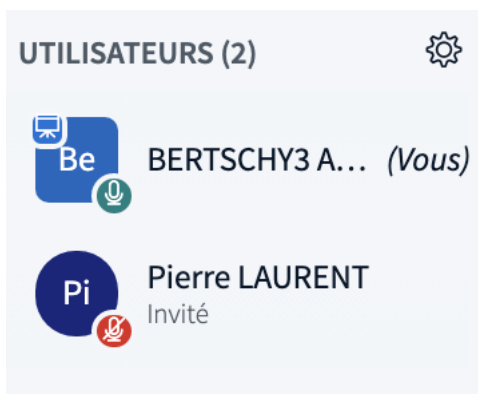 UTILISATEURS (2)
Be
BERTSCHY3 A... (Vous)
Pi
Pierre LAURENT
Invité